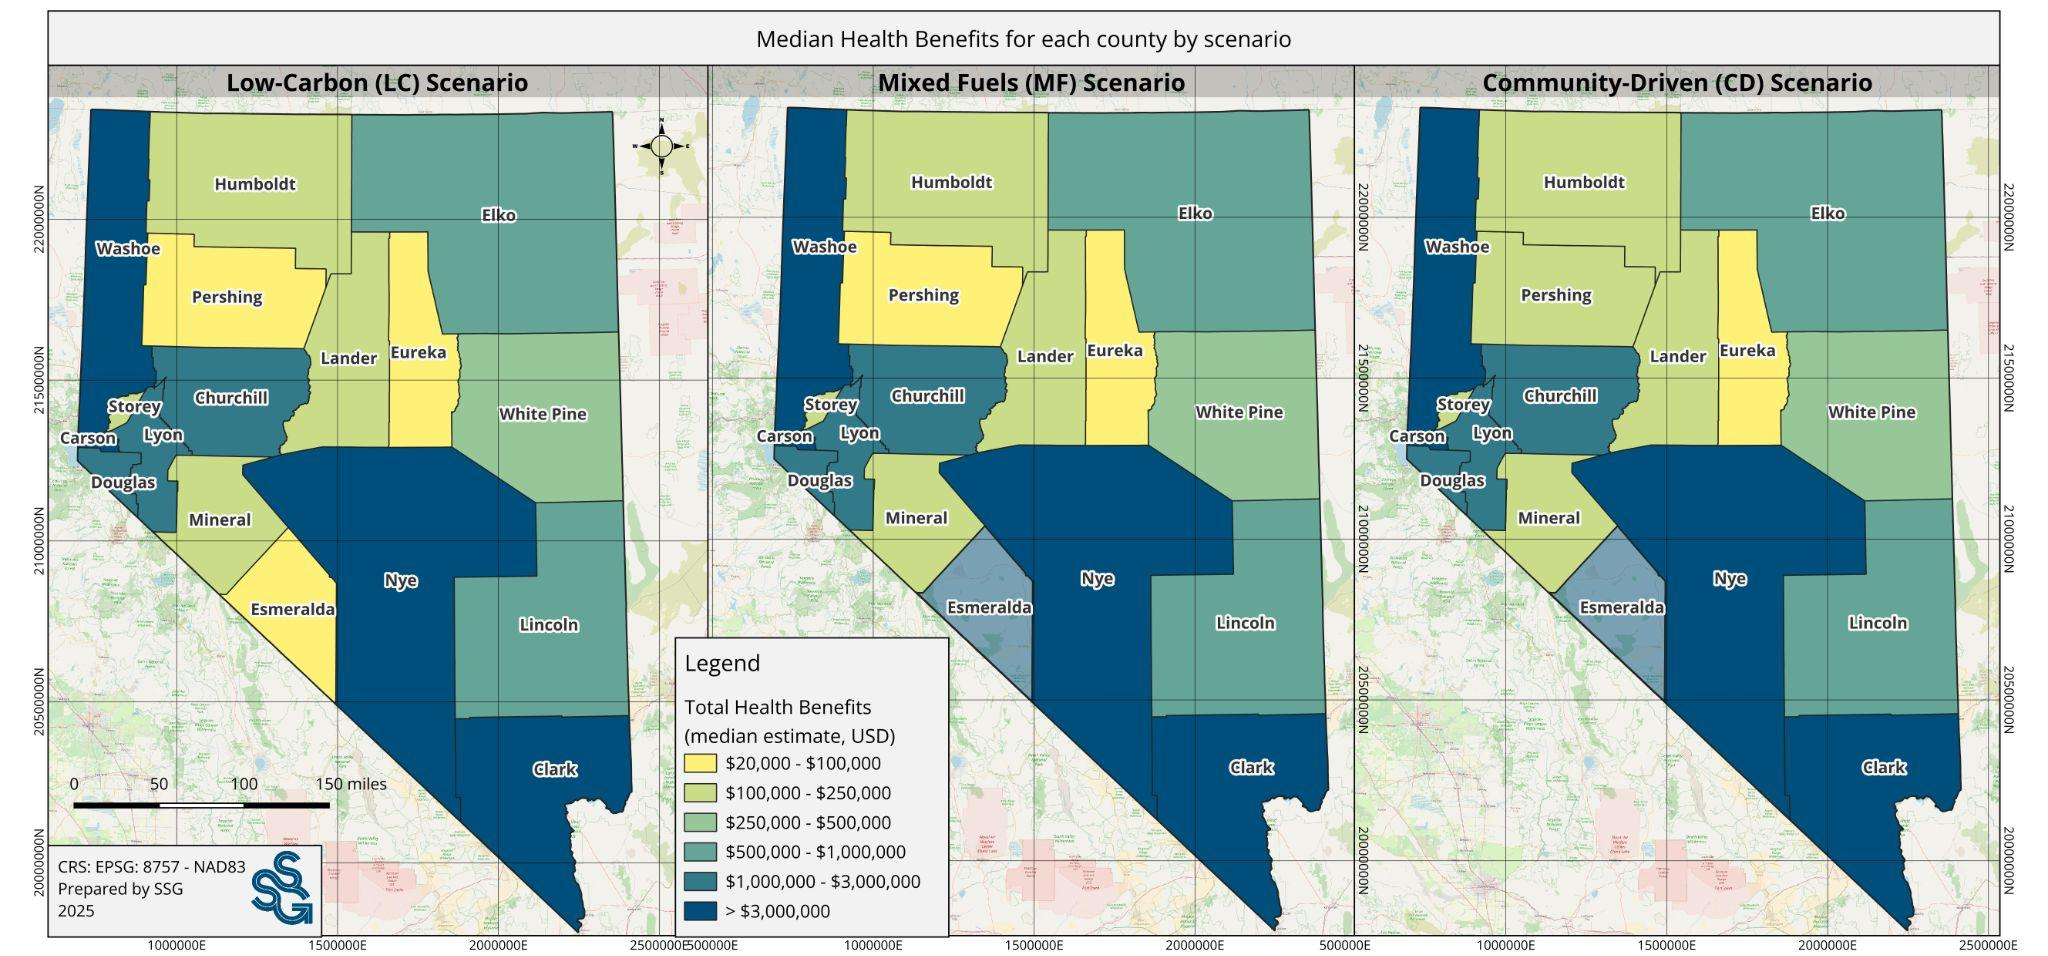 Median Health Benefits for each county by scenario
Low-Carbon (LC) Scenario
Humboldt
Elko
Washoe
Pershing
Lander
Eureka
Churchill
White Pine
Storey
Carson
Lyon
Douglas
Mineral
Nye
Esmeralda
Lincoln
Clark
N
W
E
S
2200000N
2150000N
2100000N
2050000N
2000000N
0 50 100 150 miles
CRS: EPSG: 8757 - NAD83
Prepared by SSG
2025
SSG
1000000E
1500000E
2000000E
Mixed Fuels (MF) Scenario
Humboldt
Elko
Washoe
Pershing
Lander
Eureka
Churchill
White Pine
Storey
Carson
Lyon
Douglas
Mineral
Nye
Esmeralda
Lincoln
Clark
Legend
Total Health Benefits
(median estimate, USD)
$20,000 - $100,000
$100,000 - $250,000
$250,000 - $500,000
$500,000 - $1,000,000
$1,000,000 - $3,000,000
> $3,000,000
1000000E
1500000E
2000000E
Community-Driven (CD) Scenario
Humboldt
Elko
Washoe
Pershing
Lander
Eureka
Churchill
White Pine
Storey
Carson
Lyon
Douglas
Mineral
Nye
Esmeralda
Lincoln
Clark
2200000N
2150000N
2100000N
2050000N
2000000N
2200000N
2150000N
2100000N
2050000N
2000000N
1000000E
1500000E
2000000E
2500000E